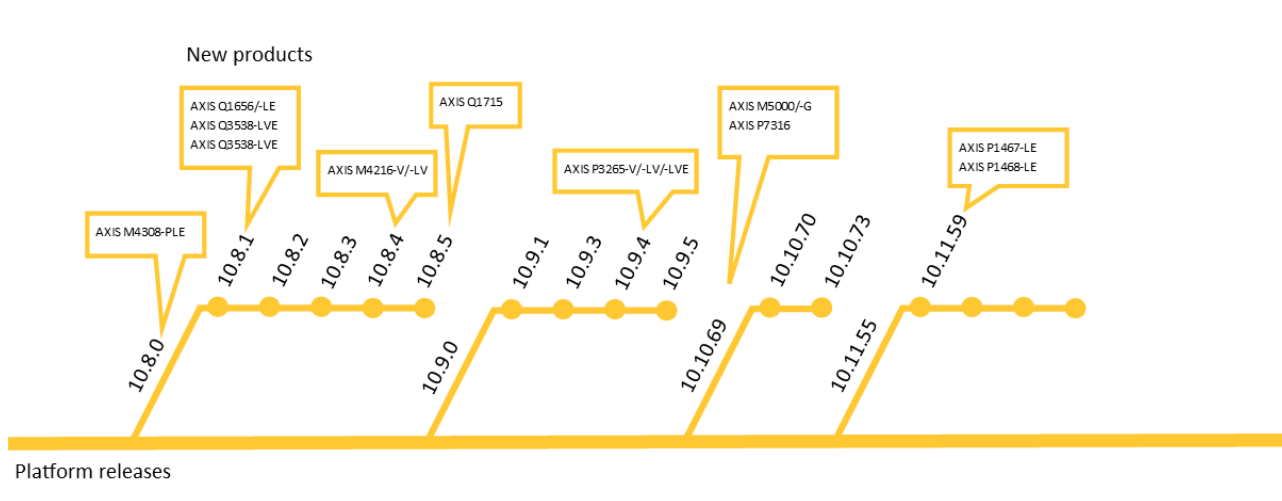 New products
AXIS Q1656/-LE
AXIS Q3538-LVE
AXIS Q3538-LVE
AXIS Q1715
AXIS M5000/-G
AXIS P7316
AXIS M4216-V/-LV
AXIS P3265-V/-LV/-LVE
AXIS P1467-LE
AXIS P1468-LE
AXIS M4308-PLE
10.8.0
10.8.1
10.8.2
10.8.3
10.8.4
10.8.5
10.9.0
10.9.1
10.9.3
10.9.4
10.9.5
10.10.69
10.10.70
10.10.73
10.11.55
10.11.59
Platform releases